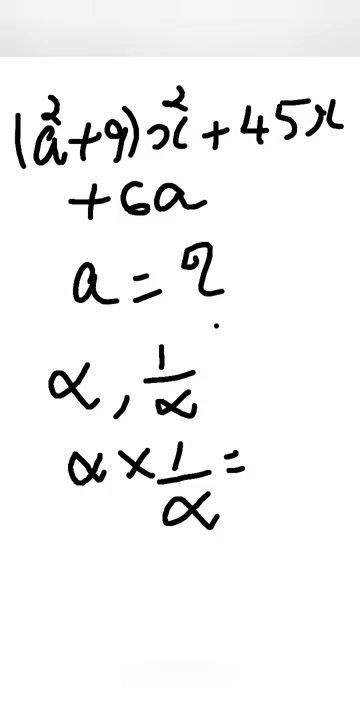 (a²+9)x²+45x
+6a
a = ?
α, 1/α
α × 1/α =